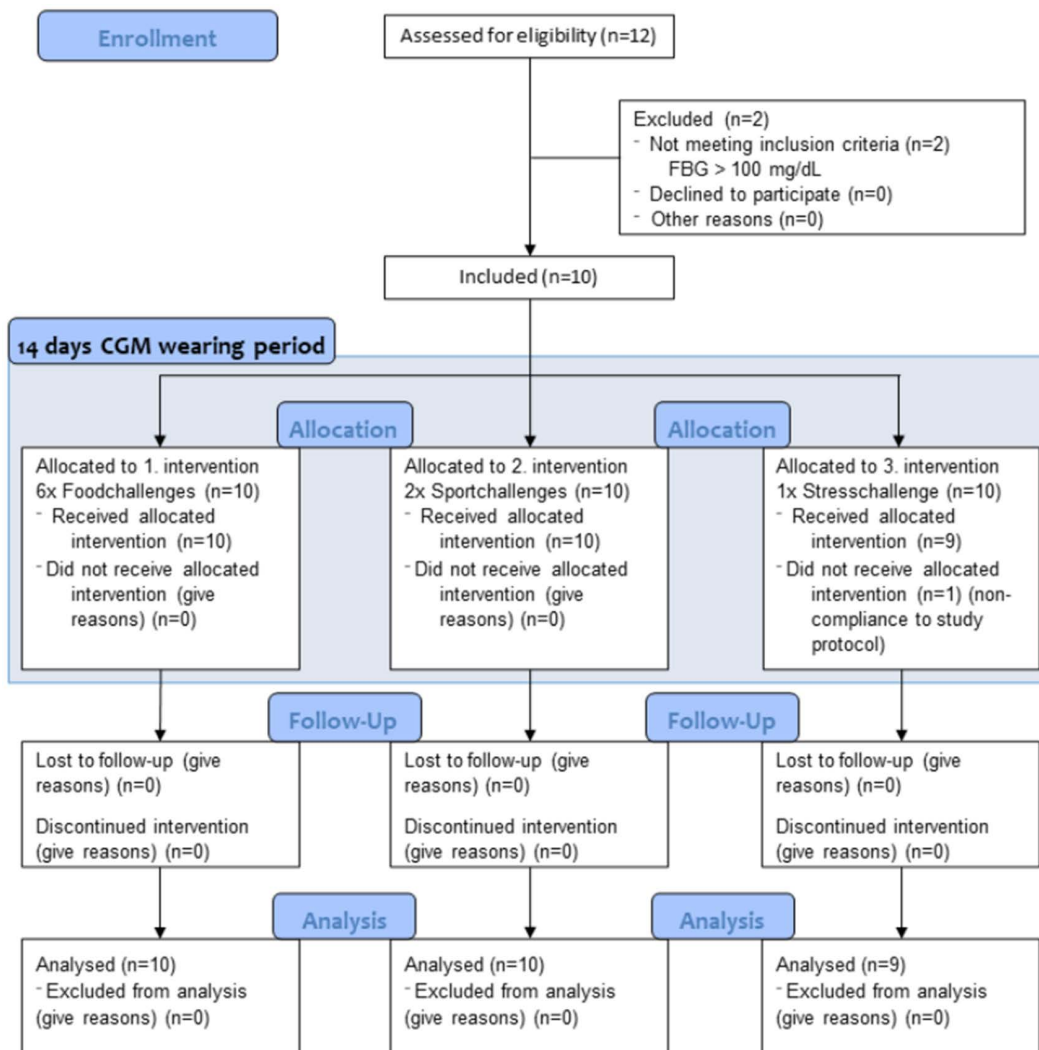 Enrollment
Assessed for eligibility (n=12)
Excluded (n=2)
- Not meeting inclusion criteria (n=2)
FBG > 100 mg/dL
- Declined to participate (n=0)
- Other reasons (n=0)
Included (n=10)
14 days CGM wearing period
Allocation
Allocation
Allocated to 1. intervention
6x Foodchallenges (n=10)
- Received allocated
intervention (n=10)
- Did not receive allocated
intervention (give
reasons) (n=0)
Allocated to 2. intervention
2x Sportchallenges (n=10)
- Received allocated
intervention (n=10)
- Did not receive allocated
intervention (give
reasons) (n=0)
Allocated to 3. intervention
1x Stresschallenge (n=10)
- Received allocated
intervention (n=9)
- Did not receive allocated
intervention (n=1) (non-
compliance to study
protocol)
Follow-Up
Follow-Up
Lost to follow-up (give
reasons) (n=0)
Discontinued intervention
(give reasons) (n=0)
Lost to follow-up (give
reasons) (n=0)
Discontinued intervention
(give reasons) (n=0)
Lost to follow-up (give
reasons) (n=0)
Discontinued intervention
(give reasons) (n=0)
Analysis
Analysis
Analysed (n=10)
- Excluded from analysis
(give reasons) (n=0)
Analysed (n=10)
- Excluded from analysis
(give reasons) (n=0)
Analysed (n=9)
- Excluded from analysis
(give reasons) (n=0)